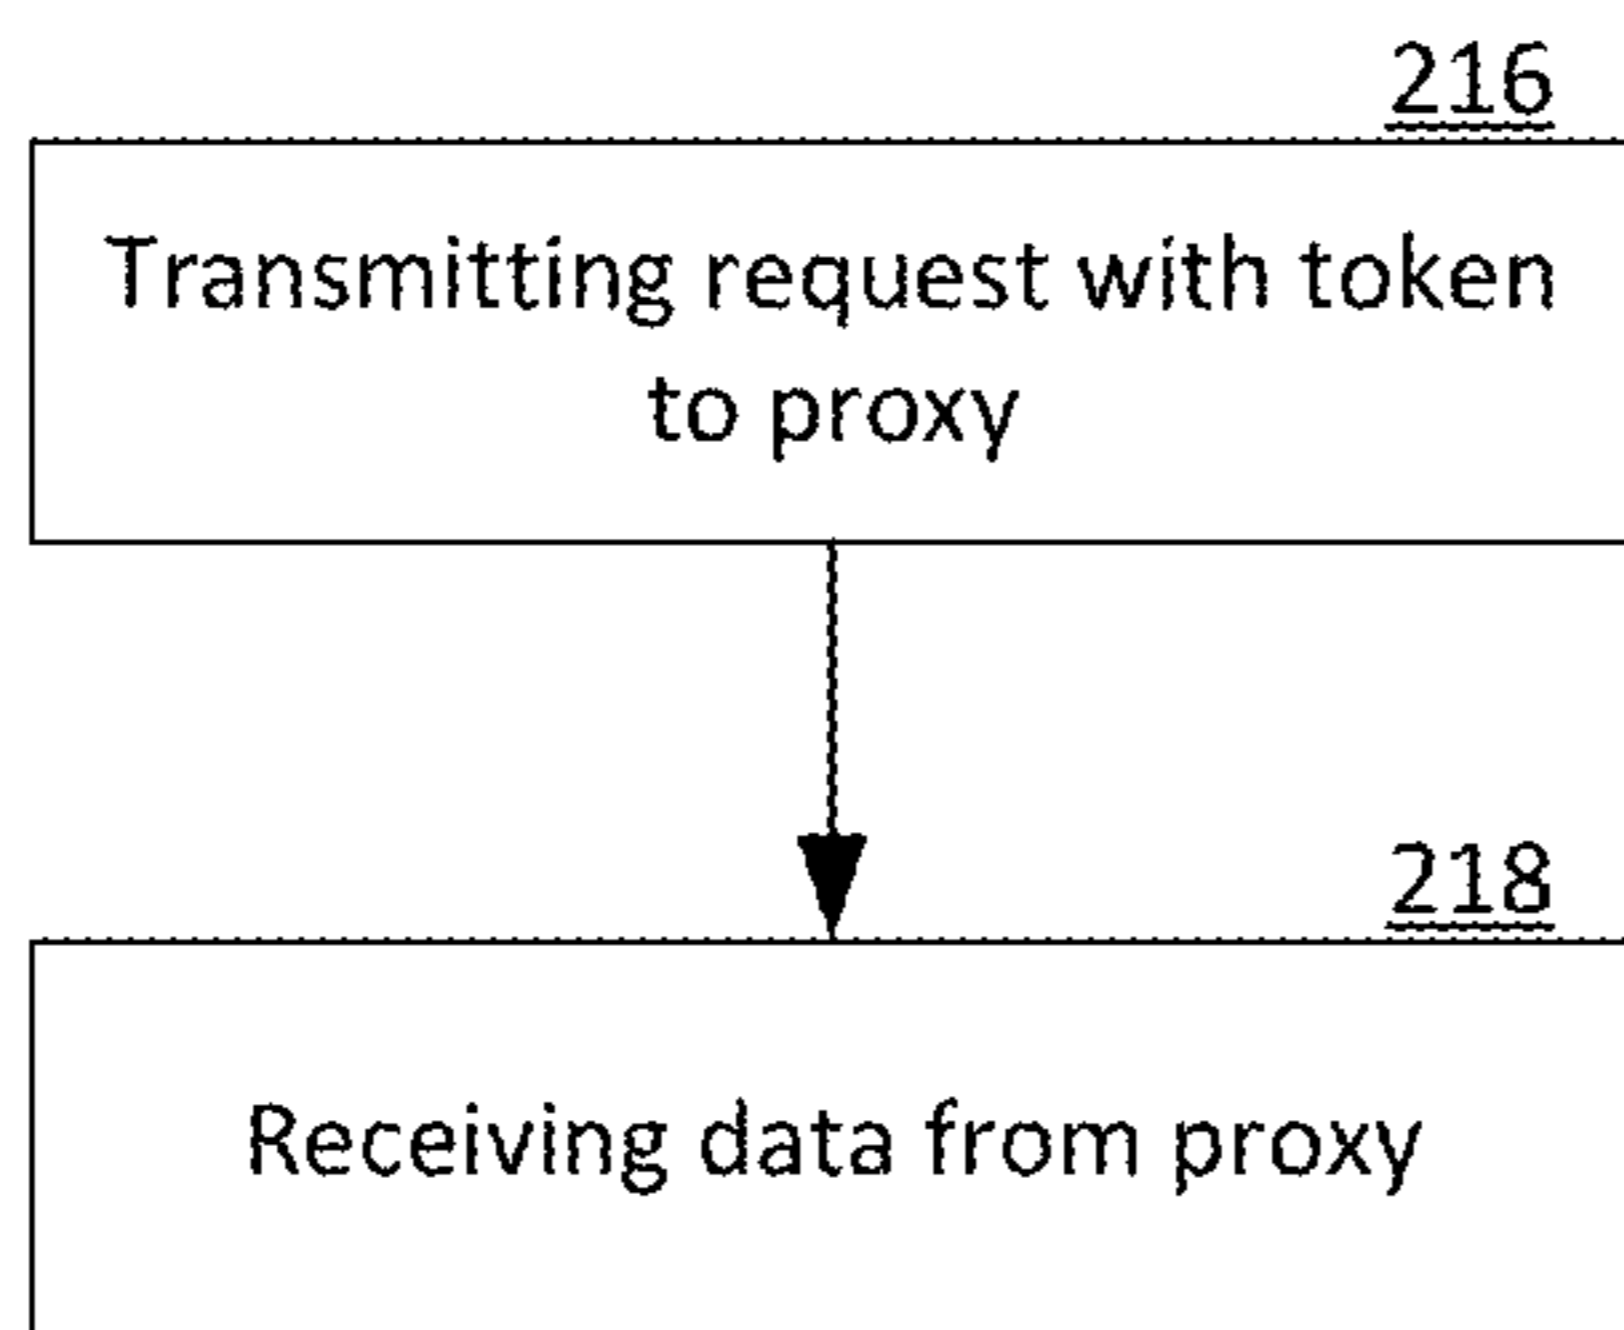 216
Transmitting request with token
to proxy
218
Receiving data from proxy